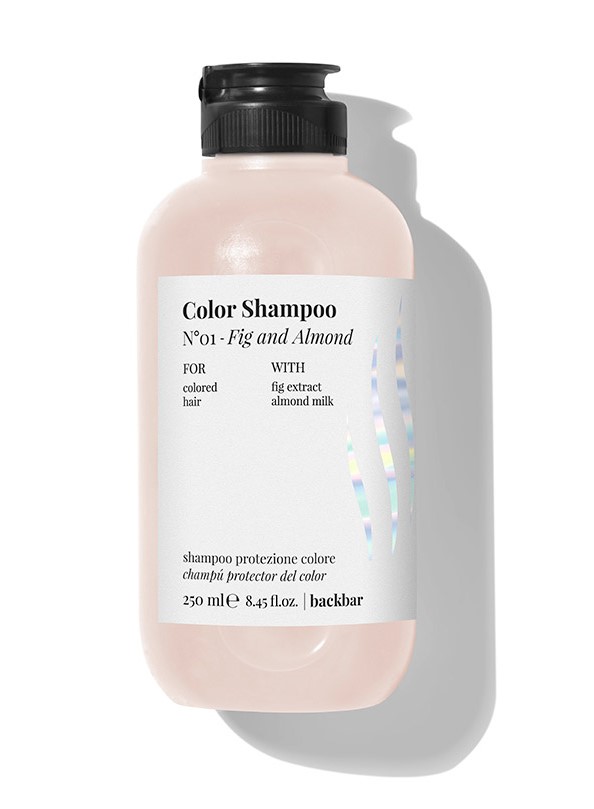 Color Shampoo
N°01 - Fig and Almond
FOR WITH
colored fig extract
hair almond milk
shampoo protezione colore
champú protector del color
250 ml ℮ 8.45 fl.oz. | backbar